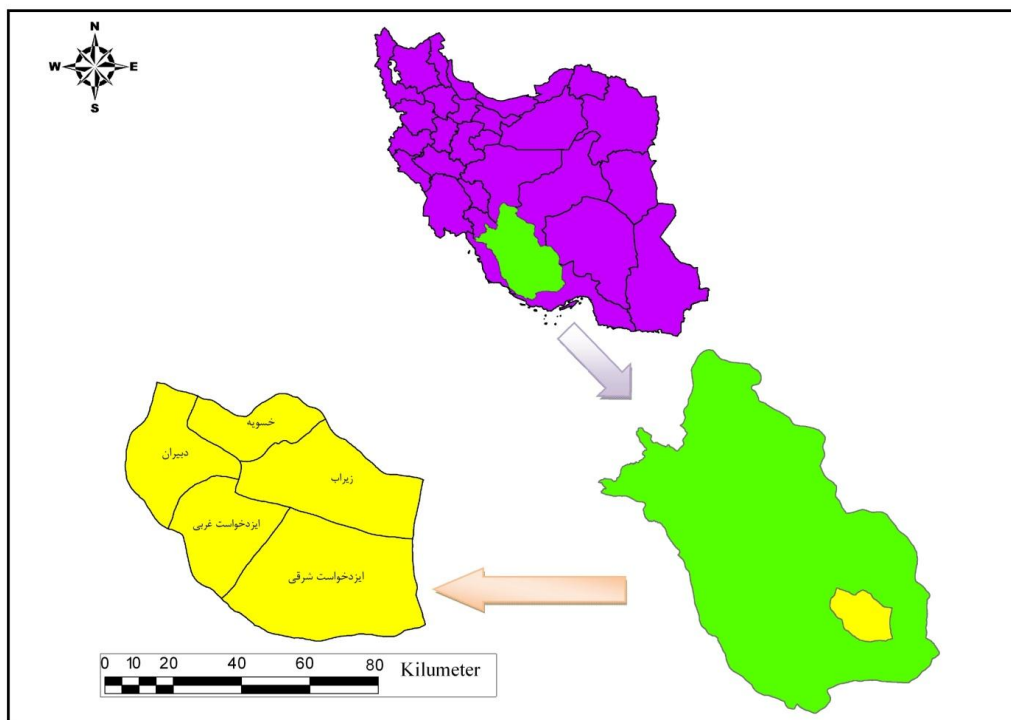 N
W E
S
خسویه
دبیران
زیراب
ایزدخواست غربی
ایزدخواست شرقی
0 10 20 40 60 80
Kilumeter